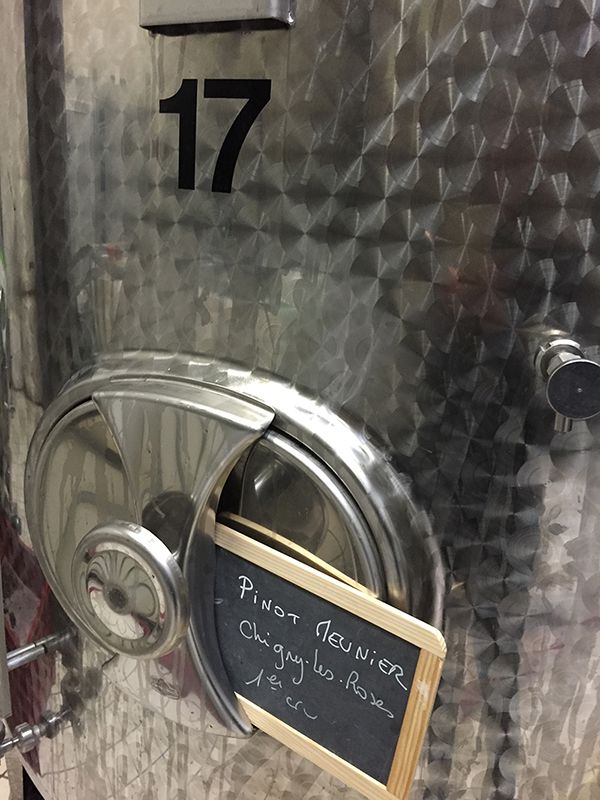 17
PINOT MEUNIER
Chigny-les-Roses
1er cru